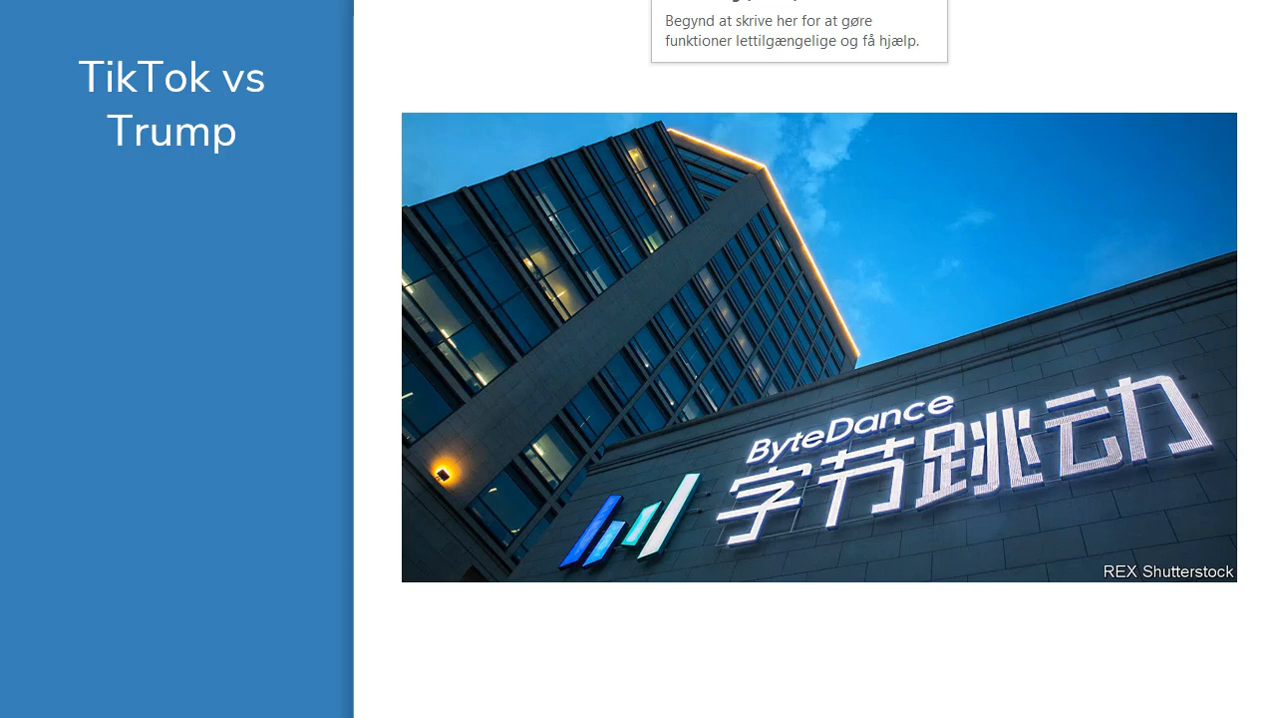 TikTok vs
Trump
Begynd at skrive her for at gøre
funktioner lettilgængelige og få hjælp.
ByteDance
字节跳动
REX Shutterstock